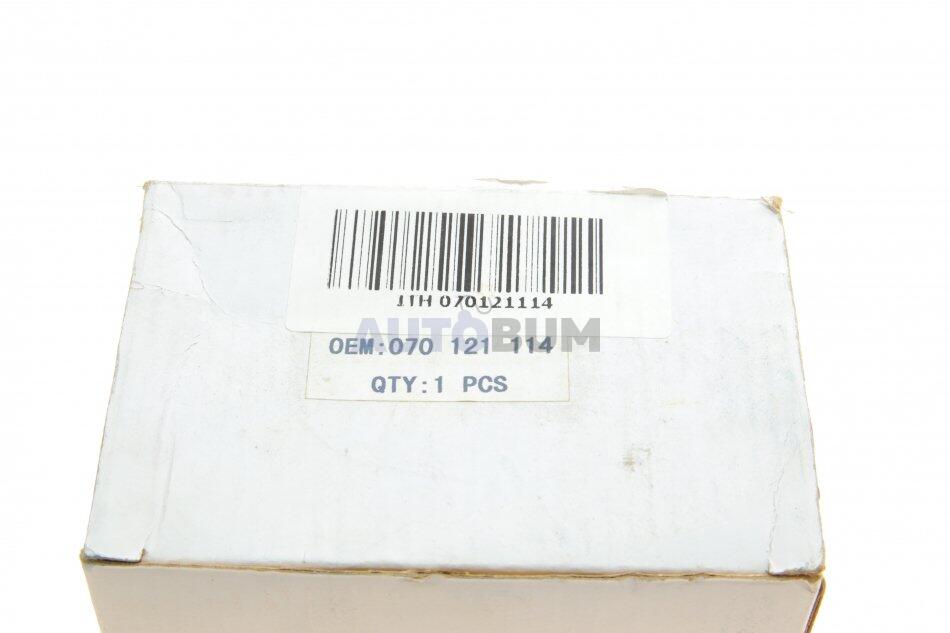 JTH 070121114
AUTOBUM
OEM:070 121 114
QTY:1 PCS